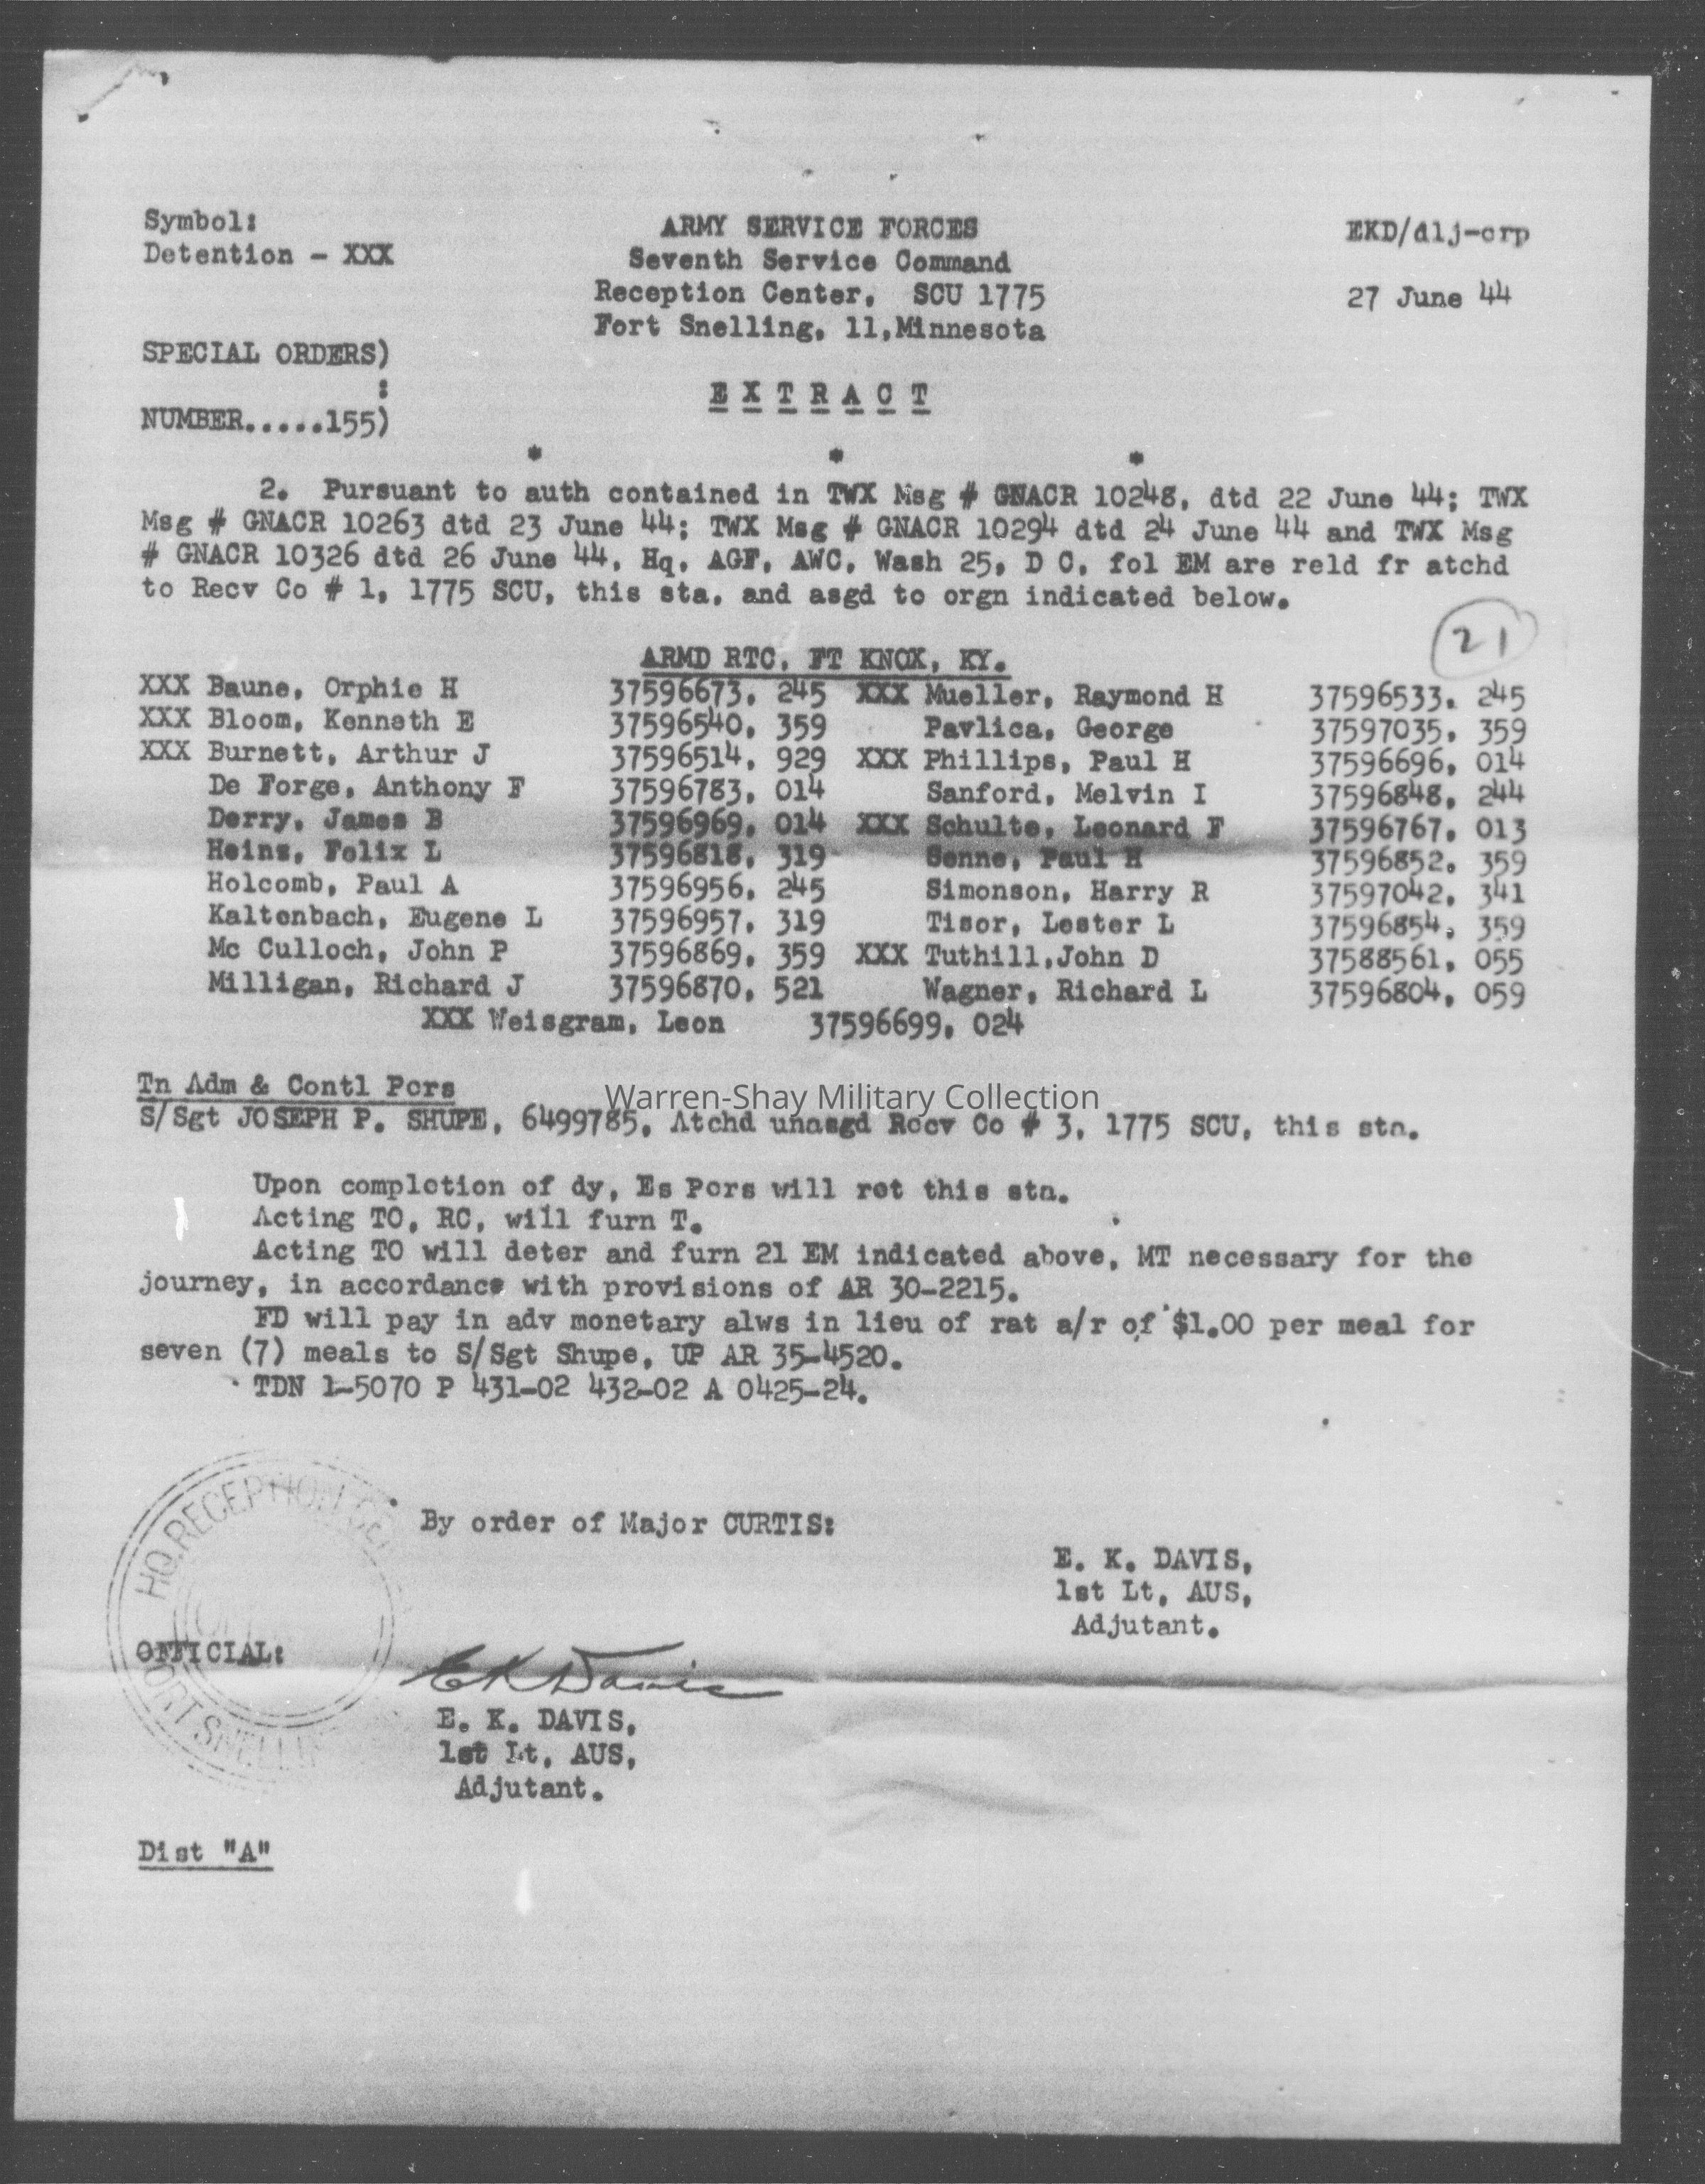 Symbol:
Detention - XXX
ARMY SERVICE FORCES
Seventh Service Command
Reception Center, SCU 1775
Fort Snelling, 11,Minnesota
EKD/dlj-crp
27 June 44
SPECIAL ORDERS)
:
NUMBER.....155)
E X T R A C T
* * *
2. Pursuant to auth contained in TWX Msg # GNACR 10248, dtd 22 June 44; TWX
Msg # GNACR 10263 dtd 23 June 44; TWX Msg # GNACR 10294 dtd 24 June 44 and TWX Msg
# GNACR 10326 dtd 26 June 44, Hq, AGF, AWC, Wash 25, D C, fol EM are reld fr atchd
to Recv Co # 1, 1775 SCU, this sta, and asgd to orgn indicated below.
21
ARMD RTC, FT KNOX, KY.
XXX Baune, Orphie H 37596673, 245 XXX Mueller, Raymond H 37596533, 245
XXX Bloom, Kenneth E 37596540, 359 Pavlica, George 37597035, 359
XXX Burnett, Arthur J 37596514, 929 XXX Phillips, Paul H 37596696, 014
De Forge, Anthony F 37596783, 014 Sanford, Melvin I 37596848, 244
Derry, James B 37596969, 014 XXX Schulte, Leonard F 37596767, 013
Heins, Felix L 37596818, 319 Senne, Paul H 37596852, 359
Holcomb, Paul A 37596956, 245 Simonson, Harry R 37597042, 341
Kaltenbach, Eugene L 37596957, 319 Tisor, Lester L 37596854, 359
Mc Culloch, John P 37596869, 359 XXX Tuthill,John D 37588561, 055
Milligan, Richard J 37596870, 521 Wagner, Richard L 37596804, 059
XXX Weisgram, Leon 37596699, 024
Tn Adm & Contl Pers
Warren-Shay Military Collection
S/Sgt JOSEPH P. SHUPE, 6499785, Atchd unasgd Recv Co # 3, 1775 SCU, this sta.
Upon completion of dy, Es Pers will ret this sta.
Acting TO, RC, will furn T.
Acting TO will deter and furn 21 EM indicated above, MT necessary for the
journey, in accordance with provisions of AR 30-2215.
FD will pay in adv monetary alws in lieu of rat a/r of $1.00 per meal for
seven (7) meals to S/Sgt Shupe, UP AR 35-4520.
TDN 1-5070 P 431-02 432-02 A 0425-24.
By order of Major CURTIS:
E. K. DAVIS,
1st Lt, AUS,
Adjutant.
HQ. RECEPTION
FORT SNELLIN
OFFICIAL:
E K Davis
E. K. DAVIS,
1st Lt, AUS,
Adjutant.
Dist "A"